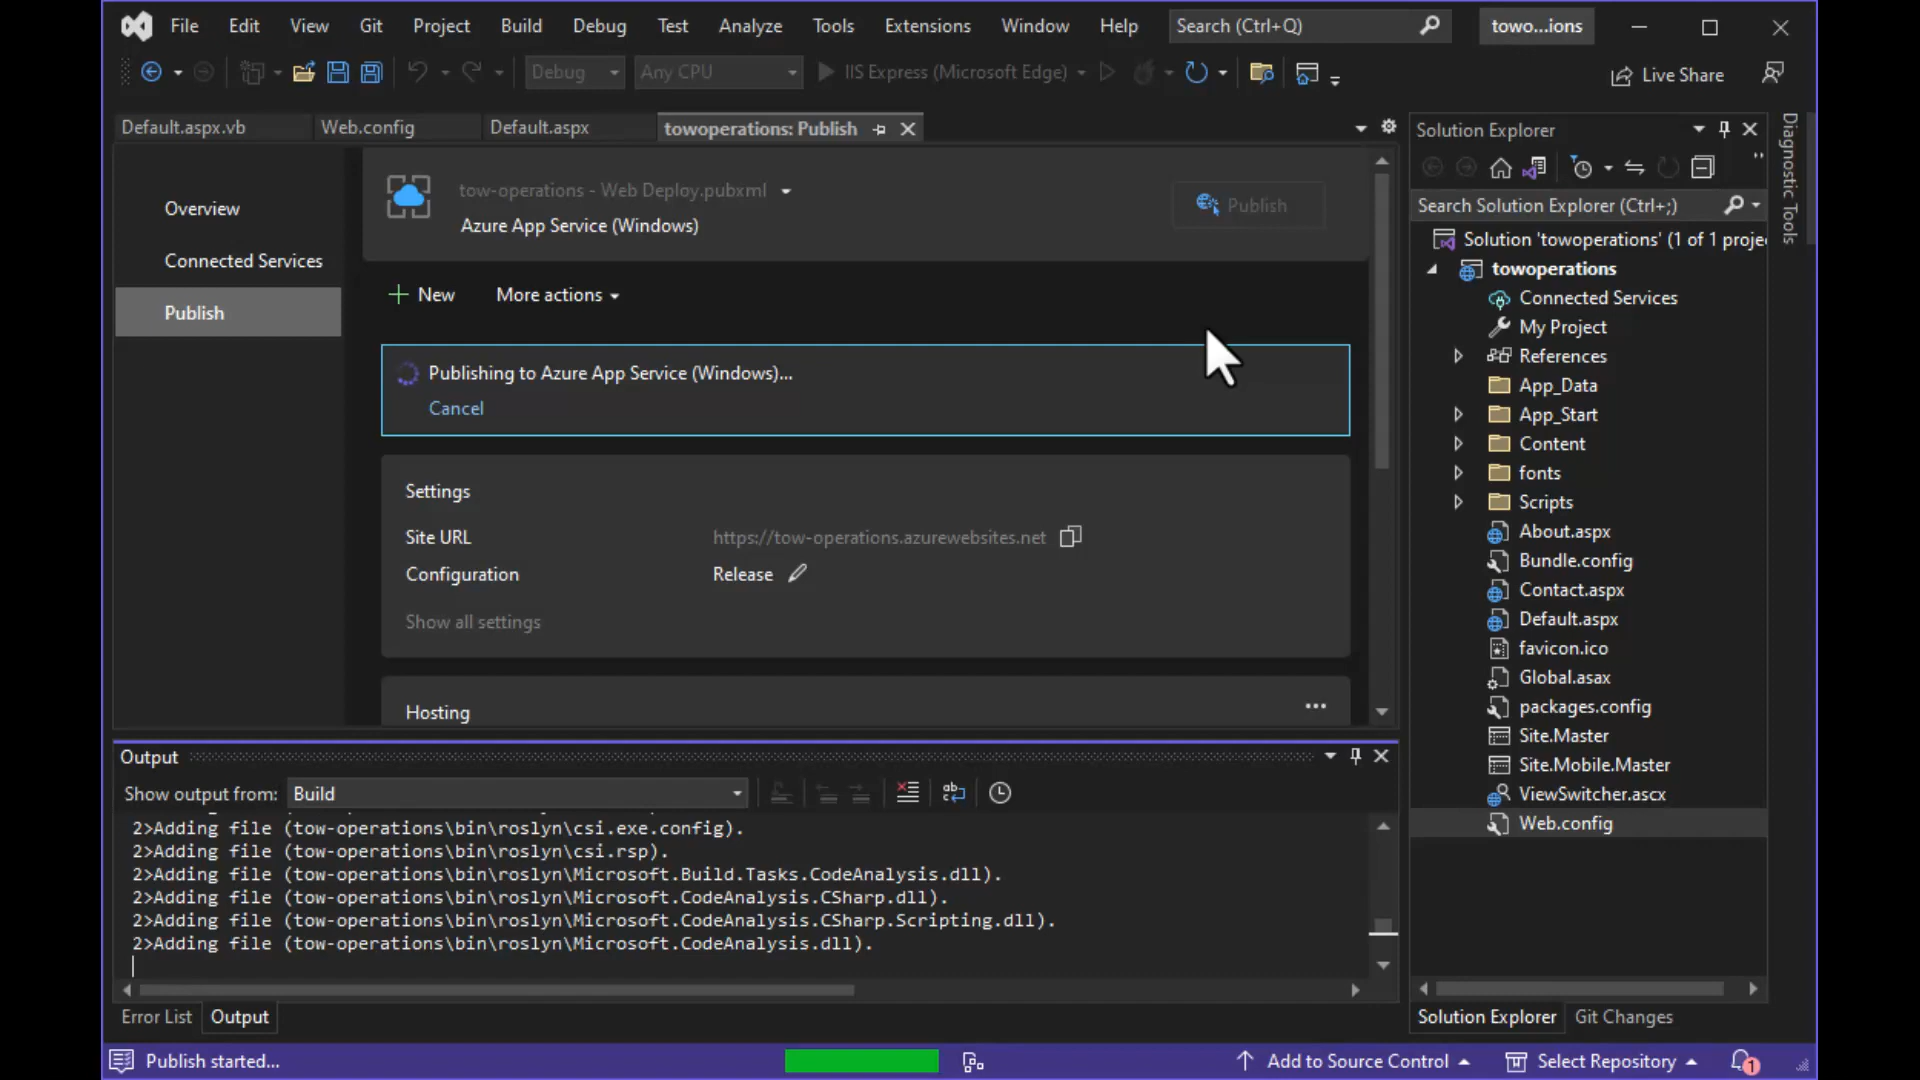 File Edit View Git Project Build Debug Test Analyze Tools Extensions Window Help Search (Ctrl+Q) towo...ions
Debug Any CPU IIS Express (Microsoft Edge) Live Share
Default.aspx.vb Web.config Default.aspx towoperations: Publish
Overview
Connected Services
Publish
tow-operations - Web Deploy.pubxml
Azure App Service (Windows)
Publish
New More actions
Publishing to Azure App Service (Windows)...
Cancel
Settings
Site URL https://tow-operations.azurewebsites.net
Configuration Release
Show all settings
Hosting
Output
Show output from: Build
2>Adding file (tow-operations\bin\roslyn\csi.exe.config).
2>Adding file (tow-operations\bin\roslyn\csi.rsp).
2>Adding file (tow-operations\bin\roslyn\Microsoft.Build.Tasks.CodeAnalysis.dll).
2>Adding file (tow-operations\bin\roslyn\Microsoft.CodeAnalysis.CSharp.dll).
2>Adding file (tow-operations\bin\roslyn\Microsoft.CodeAnalysis.CSharp.Scripting.dll).
2>Adding file (tow-operations\bin\roslyn\Microsoft.CodeAnalysis.dll).
Error List Output
Solution Explorer
Search Solution Explorer (Ctrl+;)
Solution 'towoperations' (1 of 1 proje
towoperations
Connected Services
My Project
References
App_Data
App_Start
Content
fonts
Scripts
About.aspx
Bundle.config
Contact.aspx
Default.aspx
favicon.ico
Global.asax
packages.config
Site.Master
Site.Mobile.Master
ViewSwitcher.ascx
Web.config
Solution Explorer Git Changes
Diagnostic Tools
Publish started... Add to Source Control Select Repository 1